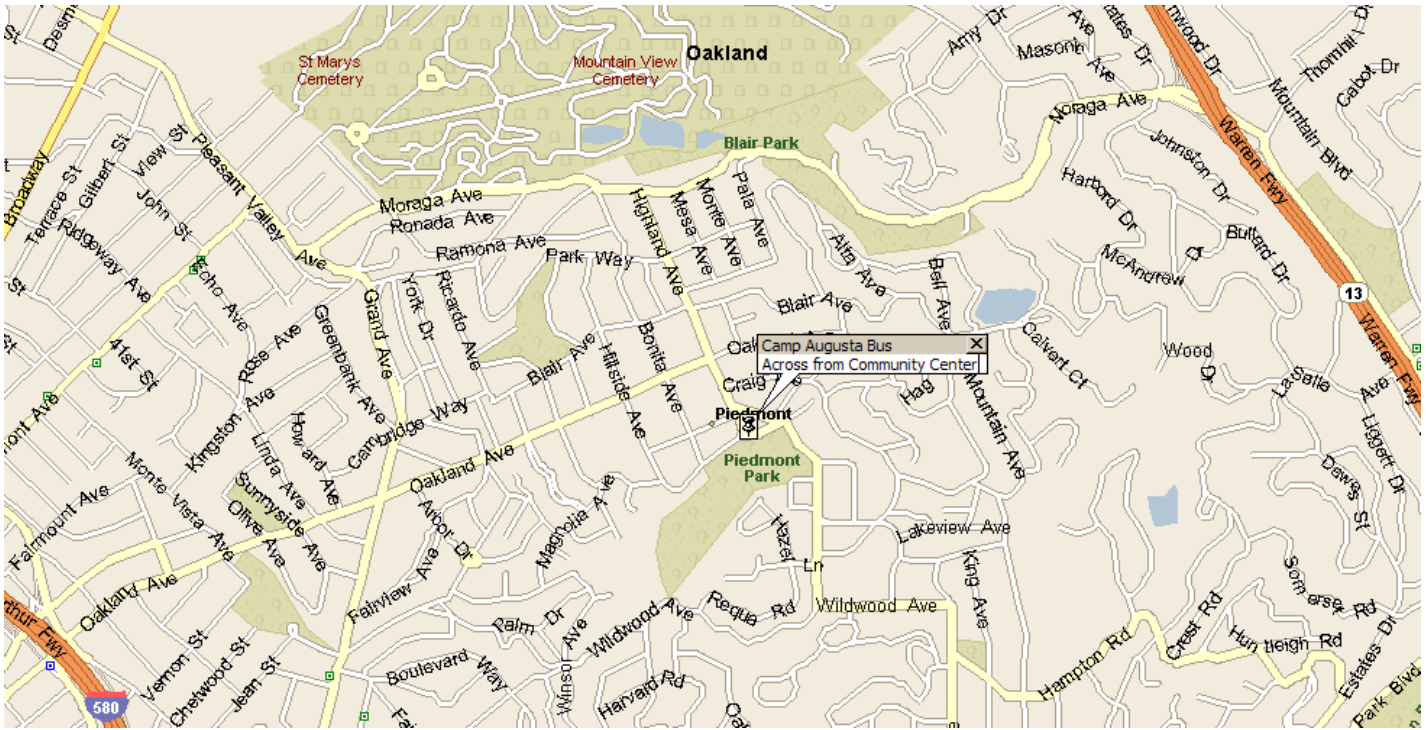 Oakland
St Marys
Cemetery
Mountain View
Cemetery
Amy Dr
Masonic Ave
Ave
Thornhill Dr
Cabot Dr
Mountain Blvd
Moraga Ave
Warren Fwy
Blair Park
Johnston Dr
Harbord Dr
Bullard Dr
McAndrew
13
Warren Fwy
Broadway
Pleasant Valley Ave
Gilbert St
View St
Terrace St
John St
Ridgeway Ave
Echo Ave
41st St
Moraga Ave
Ronada Ave
Ramona Ave
Park Way
Highland Ave
Mesa Ave
Monte Ave
Pala Ave
Alta Ave
Bell Ave
Blair Ave
Calvert Ct
Wood Dr
LaSalle Ave
Liggett Dr
Dawes St
Grand Ave
York Dr
Ricardo Ave
Greenbank Ave
Rose Ave
Blair Ave
Hillside Ave
Bonita Ave
Camp Augusta Bus
Across from Community Center
Craig
Hag
Mountain Ave
Piedmont
Piedmont
Park
Kingston Ave
Howard Ave
Linda Ave
Cambridge Way
Oakland Ave
Monte Vista Ave
Sunnyside Ave
Olive Ave
Fairmount Ave
Arbor Dr
Magnolia Ave
Hazel Ln
Lakeview Ave
King Ave
Wildwood Ave
Requa Rd
Wildwood Ave
Fairview Ave
Palm Dr
Winsor Ave
Harvard Rd
Boulevard Way
Oakland Ave
Vernon St
Chetwood St
Jean St
580
Hampton Rd
Crest Rd
Somerset Rd
Huntleigh Rd
Estates Dr
Park Blvd